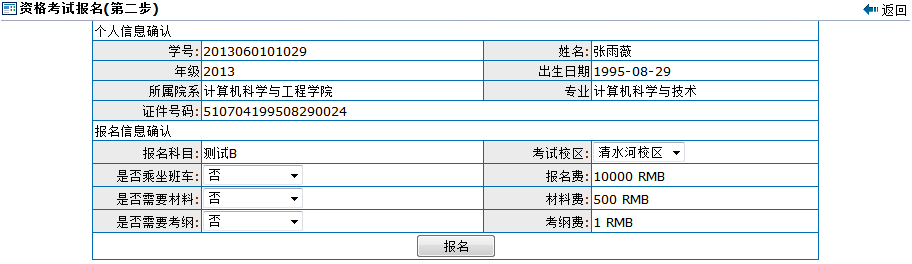 资格考试报名(第二步) 返回
个人信息确认
学号: 2013060101029 姓名: 张雨薇
年级 2013 出生日期 1995-08-29
所属院系 计算机科学与工程学院 专业 计算机科学与技术
证件号码: 510704199508290024
报名信息确认
报名科目: 测试B 考试校区: 清水河校区
是否乘坐班车: 否 报名费: 10000 RMB
是否需要材料: 否 材料费: 500 RMB
是否需要考纲: 否 考纲费: 1 RMB
报名